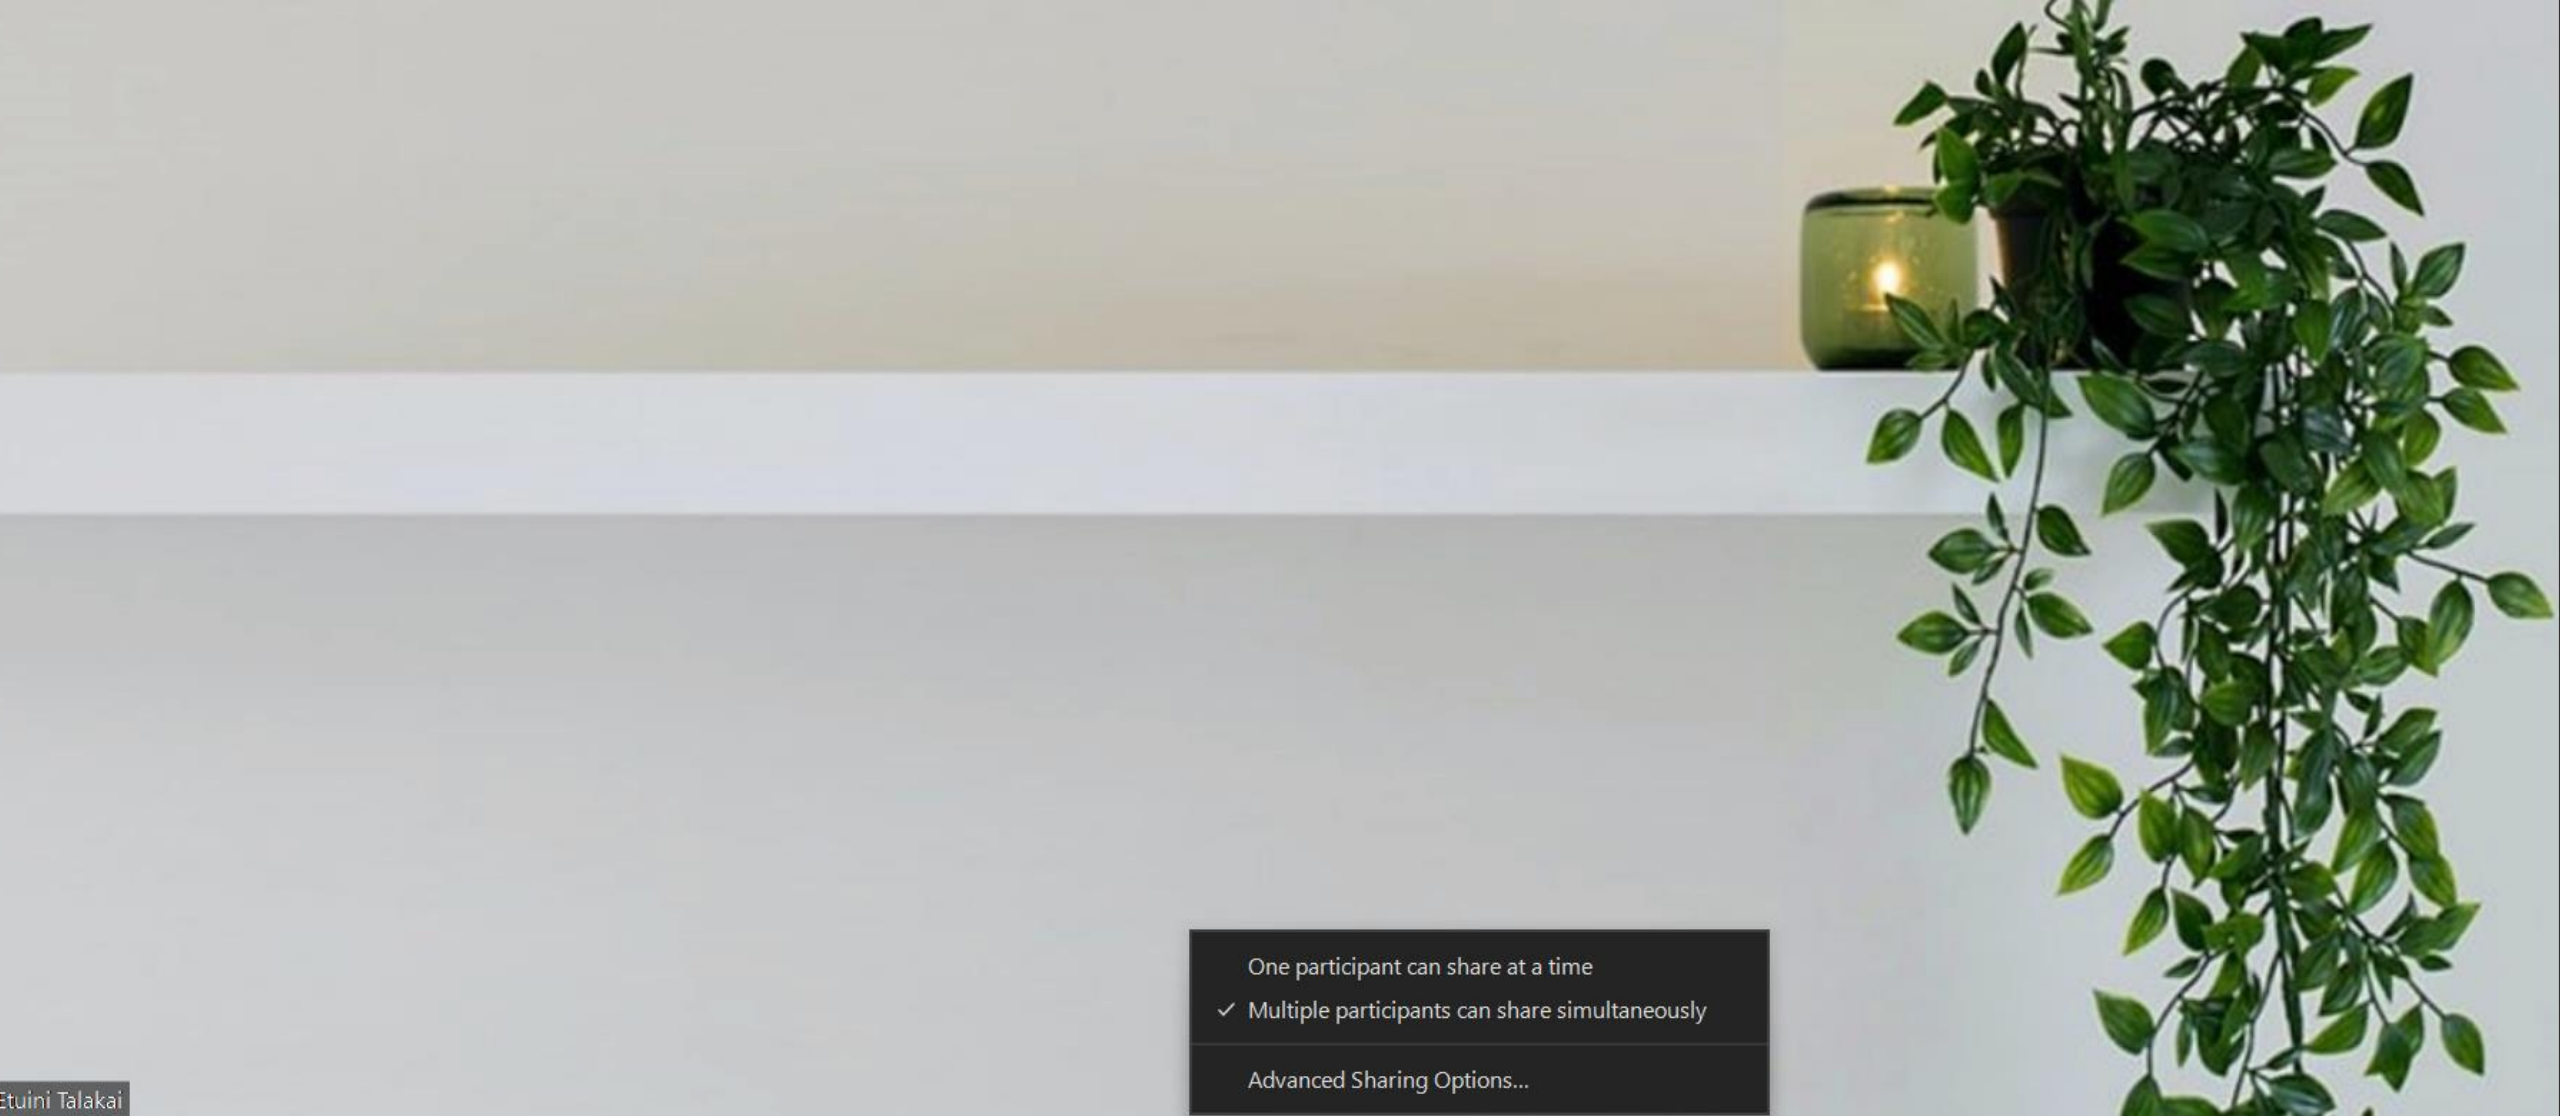 One participant can share at a time
✓ Multiple participants can share simultaneously
Advanced Sharing Options...
Etuini Talakai